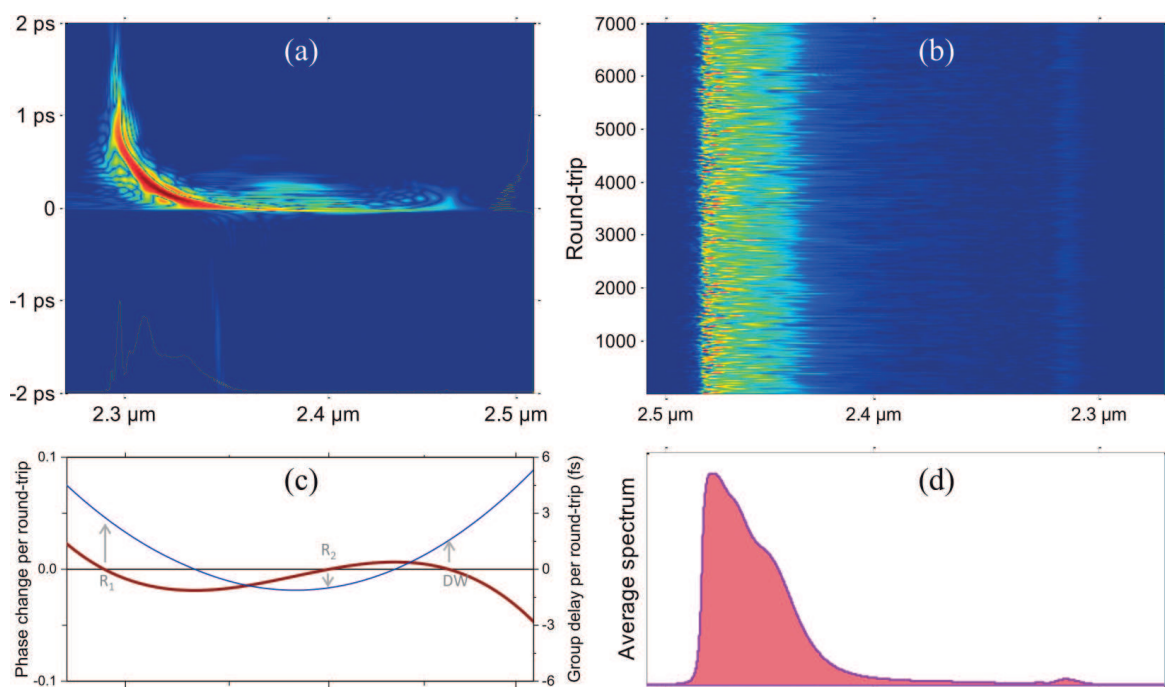 2 ps
1 ps
0
-1 ps
-2 ps
(a)
2.3 µm
2.4 µm
2.5 µm
7000
6000
5000
4000
3000
2000
1000
Round-trip
(b)
2.5 µm
2.4 µm
2.3 µm
0.1
0.0
-0.1
Phase change per round-trip
(c)
R1
R2
DW
6
3
0
-3
-6
Group delay per round-trip (fs)
Average spectrum
(d)